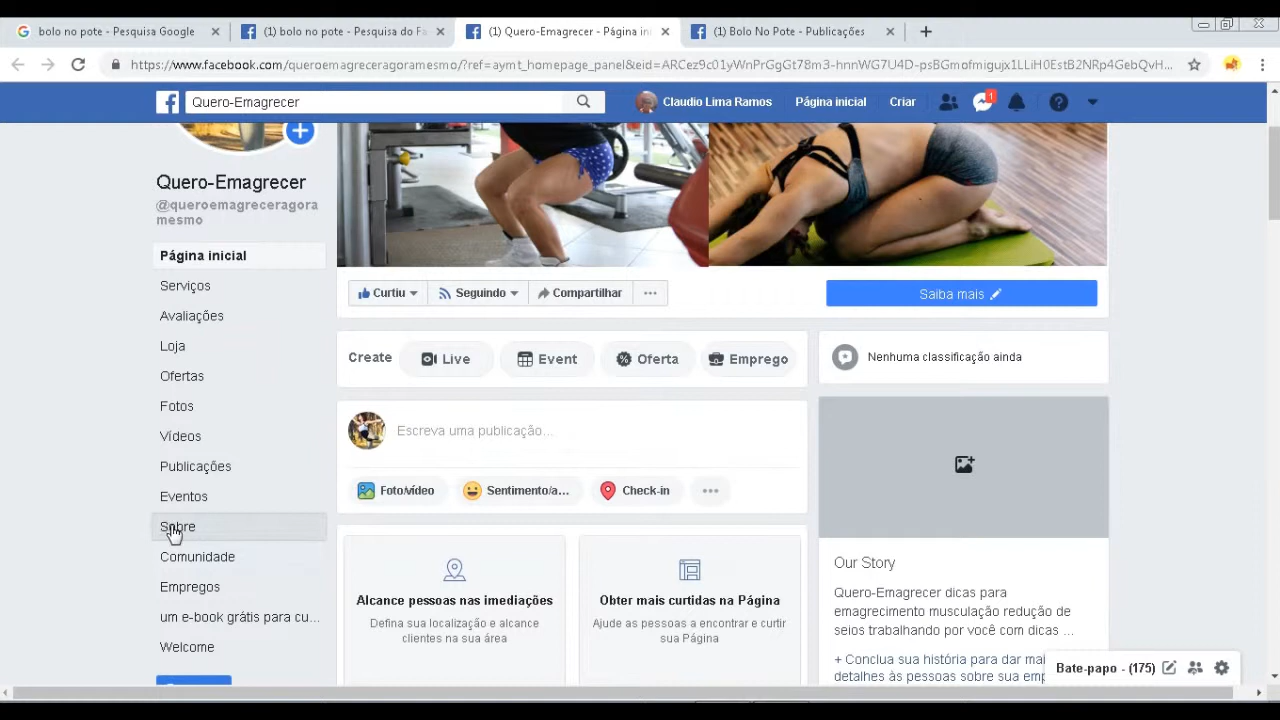 bolo no pote - Pesquisa Google
(1) bolo no pote - Pesquisa do Fa
(1) Quero-Emagrecer - Página ini
(1) Bolo No Pote - Publicações
https://www.facebook.com/queroemagreceragoramesmo/?ref=aymt_homepage_panel&eid=ARCez9c01yWnPrGgGt78m3-hnnWG7U4D-psBGmofmigujx1LLiH0EstB2NRp4GebQvH...
Quero-Emagrecer
Claudio Lima Ramos
Página inicial
Criar
1
Quero-Emagrecer
@queroemagreceragora
mesmo
Página inicial
Serviços
Avaliações
Loja
Ofertas
Fotos
Vídeos
Publicações
Eventos
Sobre
Comunidade
Empregos
um e-book grátis para cu...
Welcome
Curtiu
Seguindo
Compartilhar
Saiba mais
Create
Live
Event
Oferta
Emprego
Escreva uma publicação...
Foto/vídeo
Sentimento/a...
Check-in
Alcance pessoas nas imediações
Defina sua localização e alcance
clientes na sua área
Obter mais curtidas na Página
Ajude as pessoas a encontrar e curtir
sua Página
Nenhuma classificação ainda
Our Story
Quero-Emagrecer dicas para
emagrecimento musculação redução de
seios trabalhando por você com dicas ...
+ Conclua sua história para dar mai
detalhes às pessoas sobre sua emp
Bate-papo - (175)